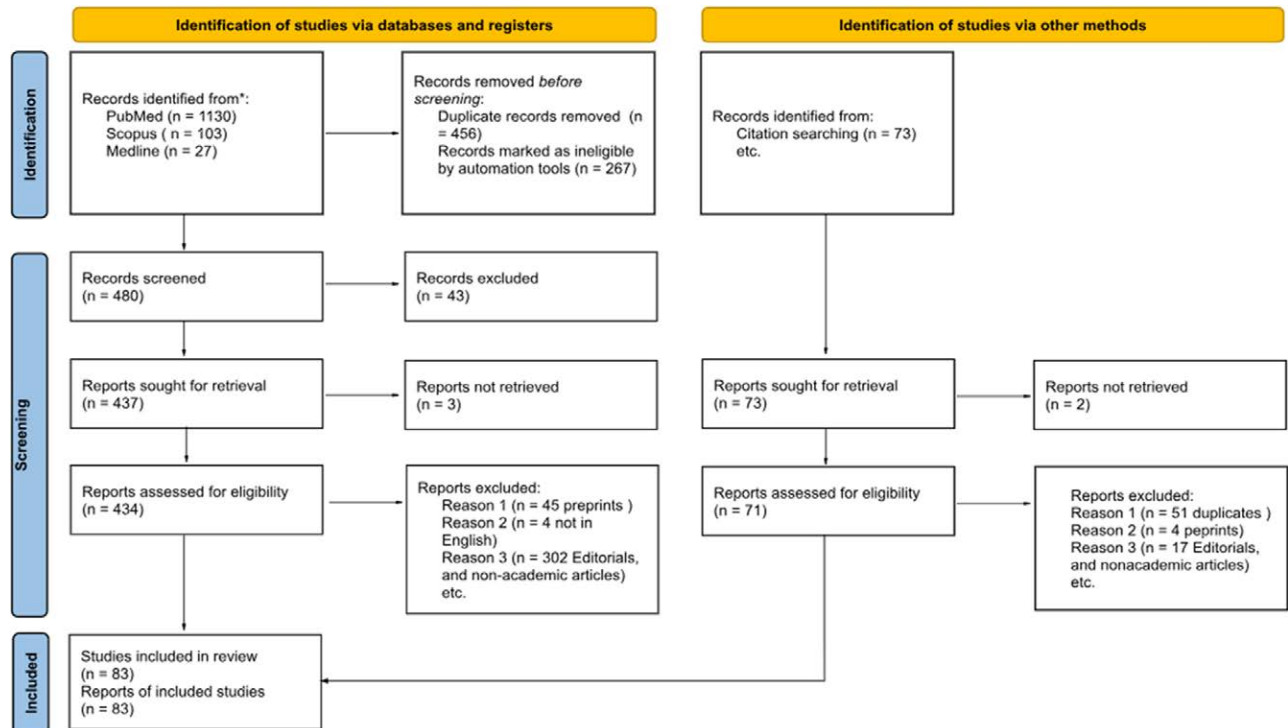 Identification of studies via databases and registers
Identification of studies via other methods
Identification
Records identified from*:
PubMed (n = 1130)
Scopus ( n = 103)
Medline (n = 27)
Records removed before
screening:
Duplicate records removed (n
= 456)
Records marked as ineligible
by automation tools (n = 267)
Records identified from:
Citation searching (n = 73)
etc.
Screening
Records screened
(n = 480)
Records excluded
(n = 43)
Reports sought for retrieval
(n = 437)
Reports not retrieved
(n = 3)
Reports sought for retrieval
(n = 73)
Reports not retrieved
(n = 2)
Reports assessed for eligibility
(n = 434)
Reports excluded:
Reason 1 (n = 45 preprints )
Reason 2 (n = 4 not in
English)
Reason 3 (n = 302 Editorials,
and non-academic articles)
etc.
Reports assessed for eligibility
(n = 71)
Reports excluded:
Reason 1 (n = 51 duplicates )
Reason 2 (n = 4 peprints)
Reason 3 (n = 17 Editorials,
and nonacademic articles)
etc.
Included
Studies included in review
(n = 83)
Reports of included studies
(n = 83)